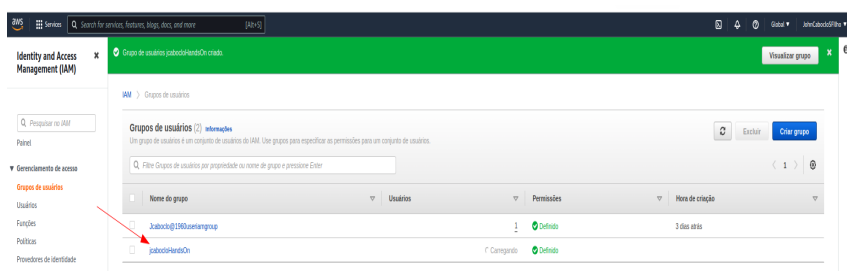 aws Services Search for services, features, blogs, docs, and more [Alt+S] Global ▼ JohnCabocloSFilho ▼
Identity and Access Management (IAM) x
Pesquisar no IAM
Painel
▼ Gerenciamento de acesso
Grupos de usuários
Usuários
Funções
Políticas
Provedores de identidade
Grupo de usuários jcabocloHandsOn criado. Visualizar grupo x
IAM > Grupos de usuários
Grupos de usuários (2) Informações
Um grupo de usuários é um conjunto de usuários do IAM. Use grupos para especificar as permissões para um conjunto de usuários.
Excluir Criar grupo
Filtre Grupos de usuários por propriedade ou nome de grupo e pressione Enter < 1 >
Nome do grupo Usuários Permissões Hora de criação
Jcaboclo@1980useriamgroup 1 Definido 3 dias atrás
jcabocloHandsOn Carregando Definido